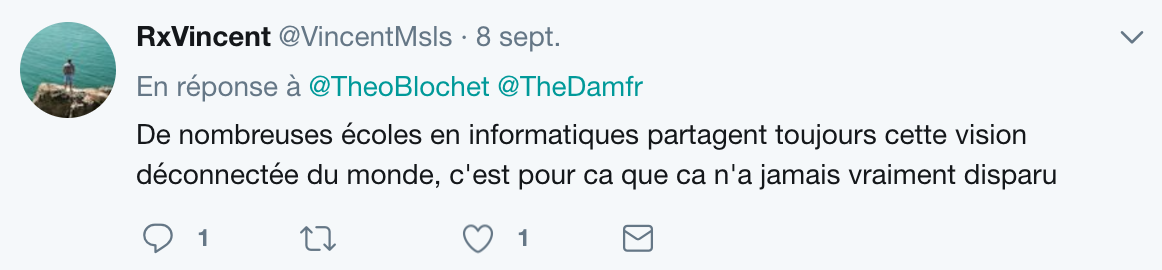 RxVincent @VincentMsls · 8 sept.
En réponse à @TheoBlochet @TheDamfr
De nombreuses écoles en informatiques partagent toujours cette vision
déconnectée du monde, c'est pour ca que ca n'a jamais vraiment disparu
1 1